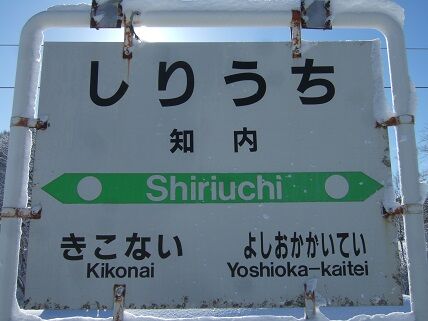 しりうち
知内
Shiriuchi
きこない よしおかかいてい
Kikonai Yoshioka-kaitei